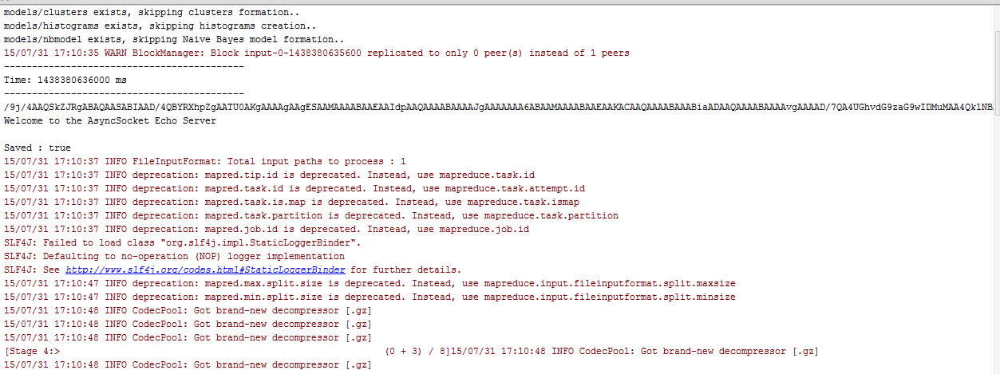 models/clusters exists, skipping clusters formation..
models/histograms exists, skipping histograms creation..
models/nbmodel exists, skipping Naive Bayes model formation..
15/07/31 17:10:35 WARN BlockManager: Block input-0-1438380635600 replicated to only 0 peer(s) instead of 1 peers
-------------------------------------------
Time: 1438380636000 ms
-------------------------------------------
/9j/4AAQSkZJRgABAQAASABIAAD/4QBYRXhpZgAATU0AKgAAAAgAAgESAAMAAAABAAEAAIdpAAQAAAABAAAAJgAAAAAAA6ABAAMAAAABAAEAAKACAAQAAAABAAABiaADAAQAAAABAAAAvgAAAAD/7QA4UGhvdG9zaG9wIDMuMAA4QklNB
Welcome to the AsyncSocket Echo Server
Saved : true
15/07/31 17:10:37 INFO FileInputFormat: Total input paths to process : 1
15/07/31 17:10:37 INFO deprecation: mapred.tip.id is deprecated. Instead, use mapreduce.task.id
15/07/31 17:10:37 INFO deprecation: mapred.task.id is deprecated. Instead, use mapreduce.task.attempt.id
15/07/31 17:10:37 INFO deprecation: mapred.task.is.map is deprecated. Instead, use mapreduce.task.ismap
15/07/31 17:10:37 INFO deprecation: mapred.task.partition is deprecated. Instead, use mapreduce.task.partition
15/07/31 17:10:37 INFO deprecation: mapred.job.id is deprecated. Instead, use mapreduce.job.id
SLF4J: Failed to load class "org.slf4j.impl.StaticLoggerBinder".
SLF4J: Defaulting to no-operation (NOP) logger implementation
SLF4J: See http://www.slf4j.org/codes.html#StaticLoggerBinder for further details.
15/07/31 17:10:47 INFO deprecation: mapred.max.split.size is deprecated. Instead, use mapreduce.input.fileinputformat.split.maxsize
15/07/31 17:10:47 INFO deprecation: mapred.min.split.size is deprecated. Instead, use mapreduce.input.fileinputformat.split.minsize
15/07/31 17:10:48 INFO CodecPool: Got brand-new decompressor [.gz]
15/07/31 17:10:48 INFO CodecPool: Got brand-new decompressor [.gz]
15/07/31 17:10:48 INFO CodecPool: Got brand-new decompressor [.gz]
[Stage 4:> (0 + 3) / 8]15/07/31 17:10:48 INFO CodecPool: Got brand-new decompressor [.gz]
15/07/31 17:10:48 INFO CodecPool: Got brand-new decompressor [.gz]